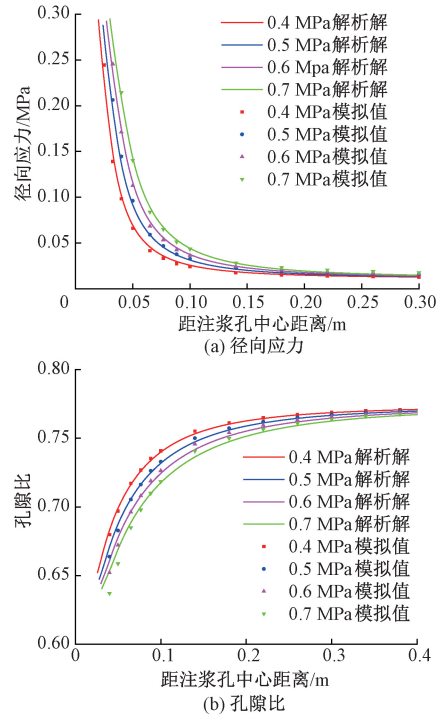 0.30
0.25
0.20
0.15
0.10
0.05
0
0.05
0.10
0.15
0.20
0.25
0.30
径向应力/MPa
0.4 MPa解析解
0.5 MPa解析解
0.6 Mpa解析解
0.7 MPa解析解
0.4 MPa模拟值
0.5 MPa模拟值
0.6 MPa模拟值
0.7 MPa模拟值
距注浆孔中心距离/m
(a) 径向应力
0.80
0.75
0.70
0.65
0.60
0
0.1
0.2
0.3
0.4
孔隙比
0.4 MPa解析解
0.5 MPa解析解
0.6 MPa解析解
0.7 MPa解析解
0.4 MPa模拟值
0.5 MPa模拟值
0.6 MPa模拟值
0.7 MPa模拟值
距注浆孔中心距离/m
(b) 孔隙比